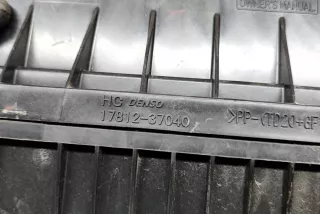 OWNER'S MANUAL
HG DENSO
17812-37040
>PP-(TD20+GF